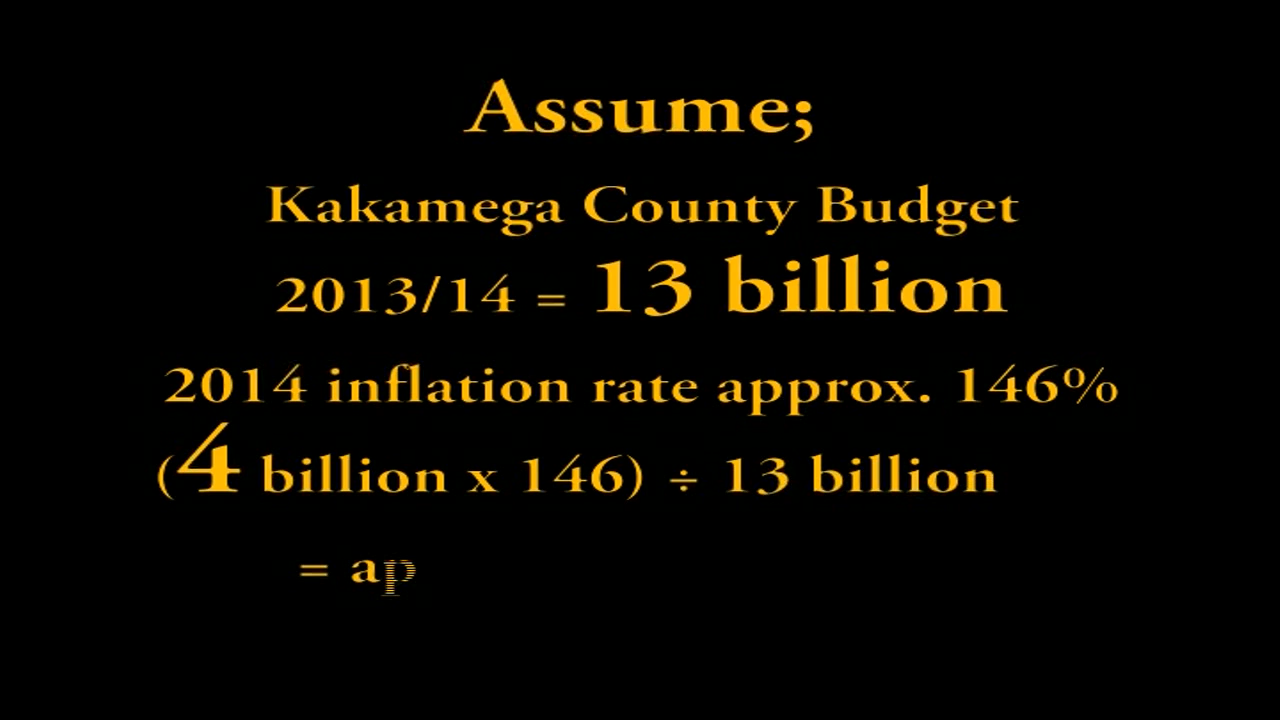 Assume;
Kakamega County Budget
2013/14 = 13 billion
2014 inflation rate approx. 146%
(4 billion x 146) ÷ 13 billion
= ap